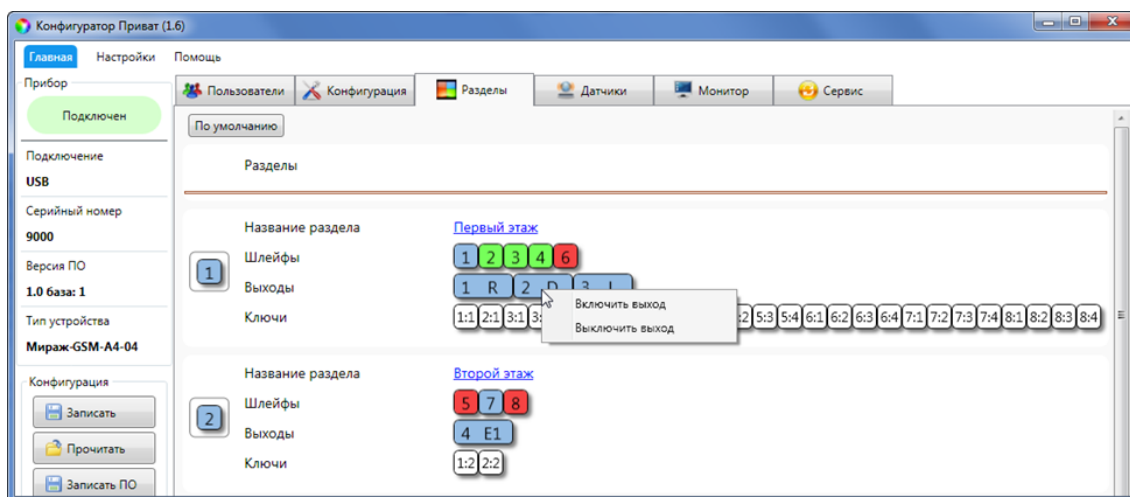 Конфигуратор Приват (1.6)
Главная Настройки Помощь
Прибор
Подключен
Подключение
USB
Серийный номер
9000
Версия ПО
1.0 база: 1
Тип устройства
Мираж-GSM-A4-04
Конфигурация
Записать
Прочитать
Записать ПО
Пользователи Конфигурация Разделы Датчики Монитор Сервис
По умолчанию
Разделы
1
Название раздела Первый этаж
Шлейфы 1 2 3 4 6
Выходы 1 R 2 D 3
Включить выход
Выключить выход
Ключи 1:1 2:1 3:1 5:3 5:4 6:1 6:2 6:3 6:4 7:1 7:2 7:3 7:4 8:1 8:2 8:3 8:4
2
Название раздела Второй этаж
Шлейфы 5 7 8
Выходы 4 E1
Ключи 1:2 2:2